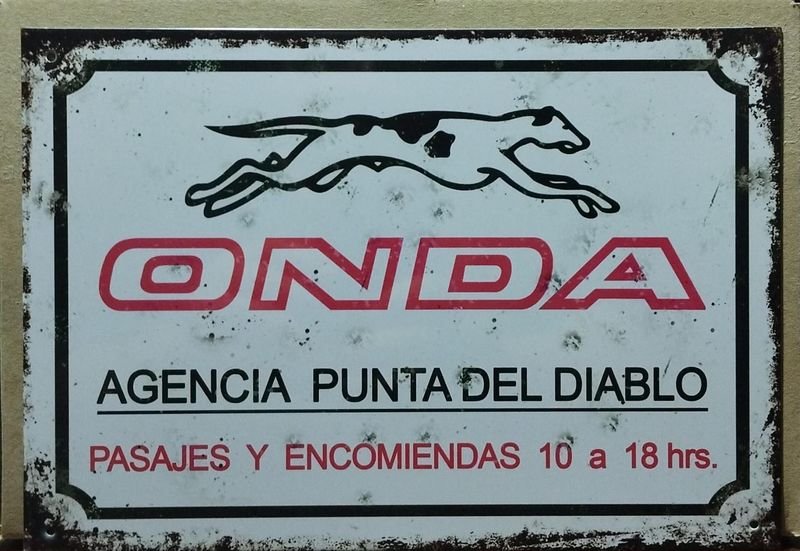 ONDA
AGENCIA PUNTA DEL DIABLO
PASAJES Y ENCOMIENDAS 10 a 18 hrs.